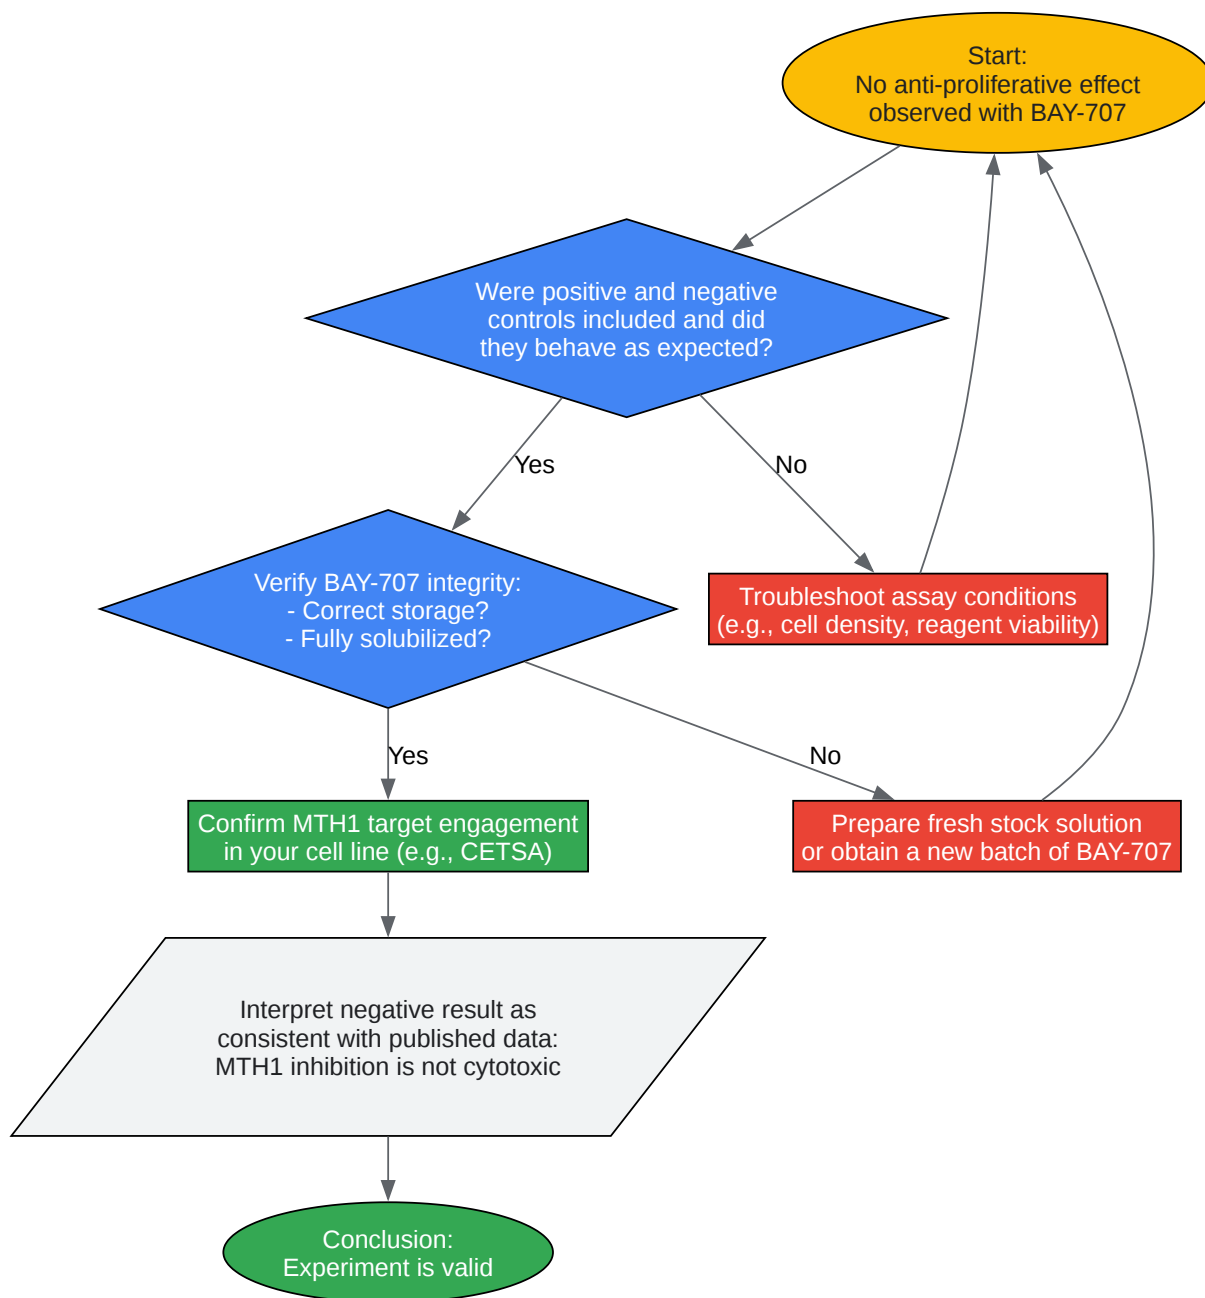 Start:
No anti-proliferative effect
observed with BAY-707
Were positive and negative
controls included and did
they behave as expected?
Yes
No
Verify BAY-707 integrity:
- Correct storage?
- Fully solubilized?
Troubleshoot assay conditions
(e.g., cell density, reagent viability)
Yes
No
Confirm MTH1 target engagement
in your cell line (e.g., CETSA)
Prepare fresh stock solution
or obtain a new batch of BAY-707
Interpret negative result as
consistent with published data:
MTH1 inhibition is not cytotoxic
Conclusion:
Experiment is valid